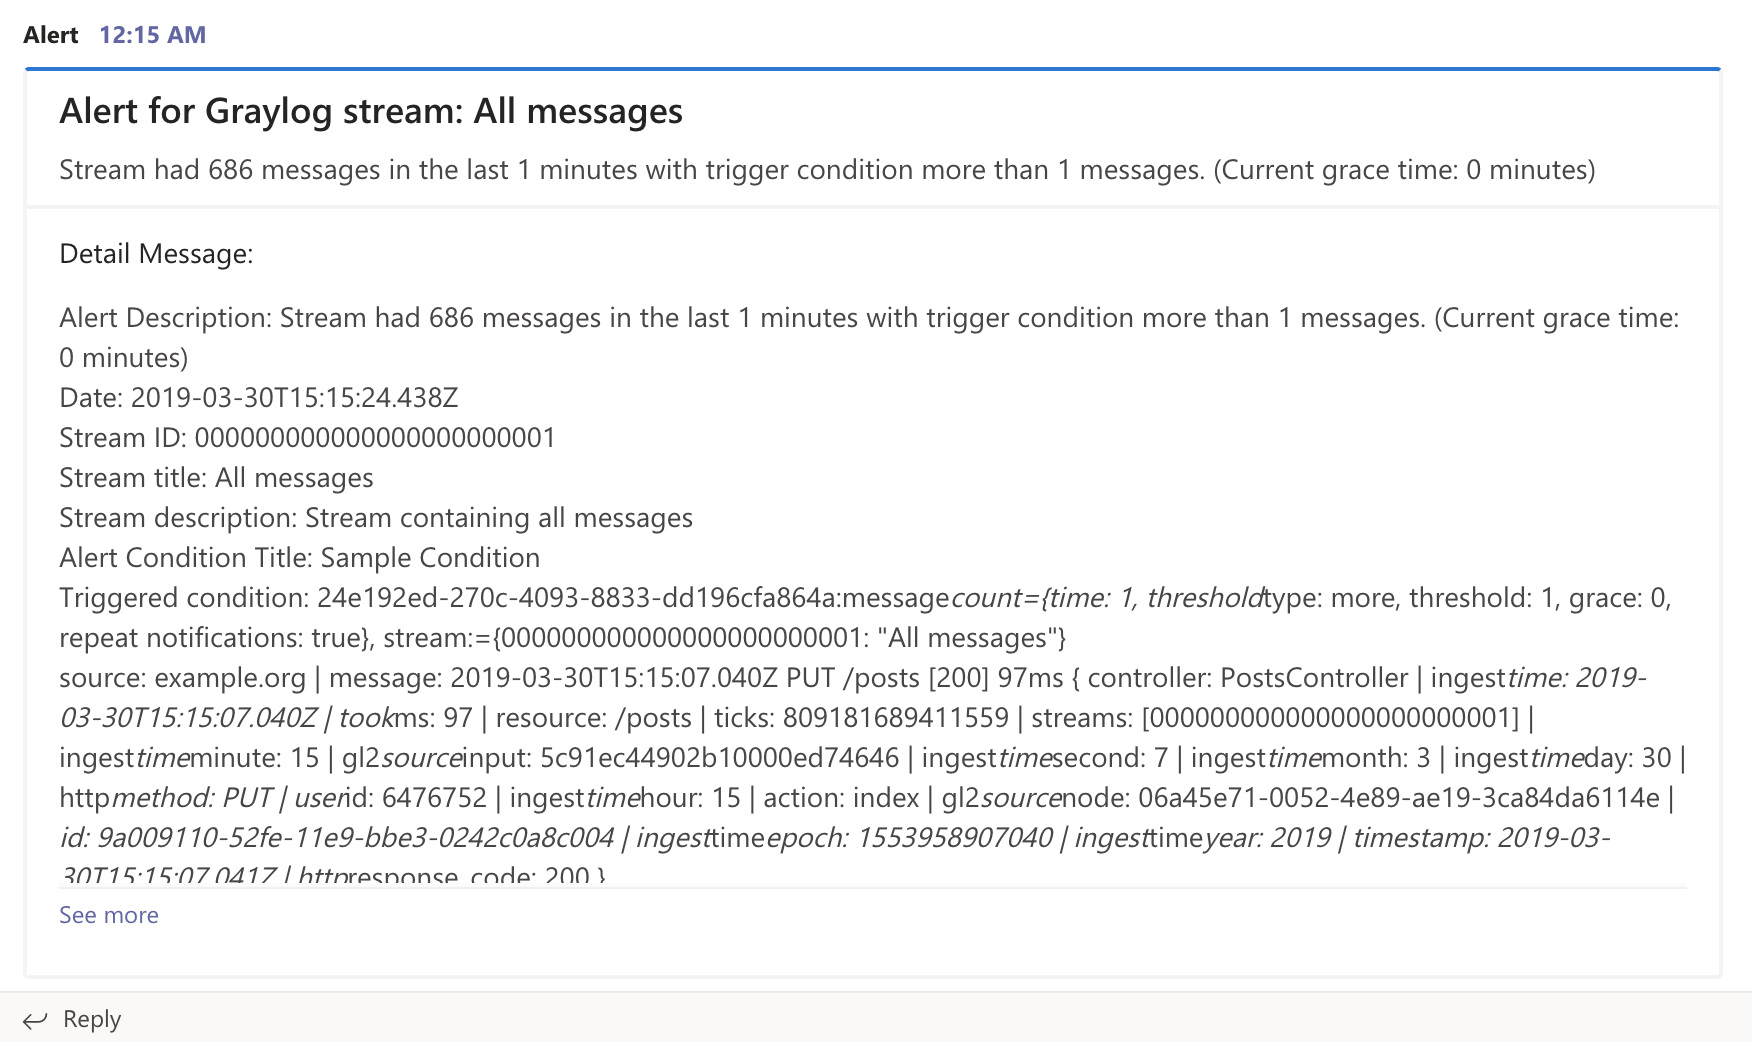 Alert 12:15 AM
Alert for Graylog stream: All messages
Stream had 686 messages in the last 1 minutes with trigger condition more than 1 messages. (Current grace time: 0 minutes)
Detail Message:
Alert Description: Stream had 686 messages in the last 1 minutes with trigger condition more than 1 messages. (Current grace time:
0 minutes)
Date: 2019-03-30T15:15:24.438Z
Stream ID: 000000000000000000000001
Stream title: All messages
Stream description: Stream containing all messages
Alert Condition Title: Sample Condition
Triggered condition: 24e192ed-270c-4093-8833-dd196cfa864a:messagecount={time: 1, thresholdtype: more, threshold: 1, grace: 0,
repeat notifications: true}, stream:={000000000000000000000001: "All messages"}
source: example.org | message: 2019-03-30T15:15:07.040Z PUT /posts [200] 97ms { controller: PostsController | ingesttime: 2019-
03-30T15:15:07.040Z | tookms: 97 | resource: /posts | ticks: 809181689411559 | streams: [000000000000000000000001] |
ingesttimeminute: 15 | gl2sourceinput: 5c91ec44902b10000ed74646 | ingesttimesecond: 7 | ingesttimemonth: 3 | ingesttimeday: 30 |
httpmethod: PUT | userid: 6476752 | ingesttimehour: 15 | action: index | gl2sourcenode: 06a45e71-0052-4e89-ae19-3ca84da6114e |
id: 9a009110-52fe-11e9-bbe3-0242c0a8c004 | ingesttimeepoch: 1553958907040 | ingesttimeyear: 2019 | timestamp: 2019-03-
30T15:15:07.041Z | httpresponse_code: 200 }
See more
Reply